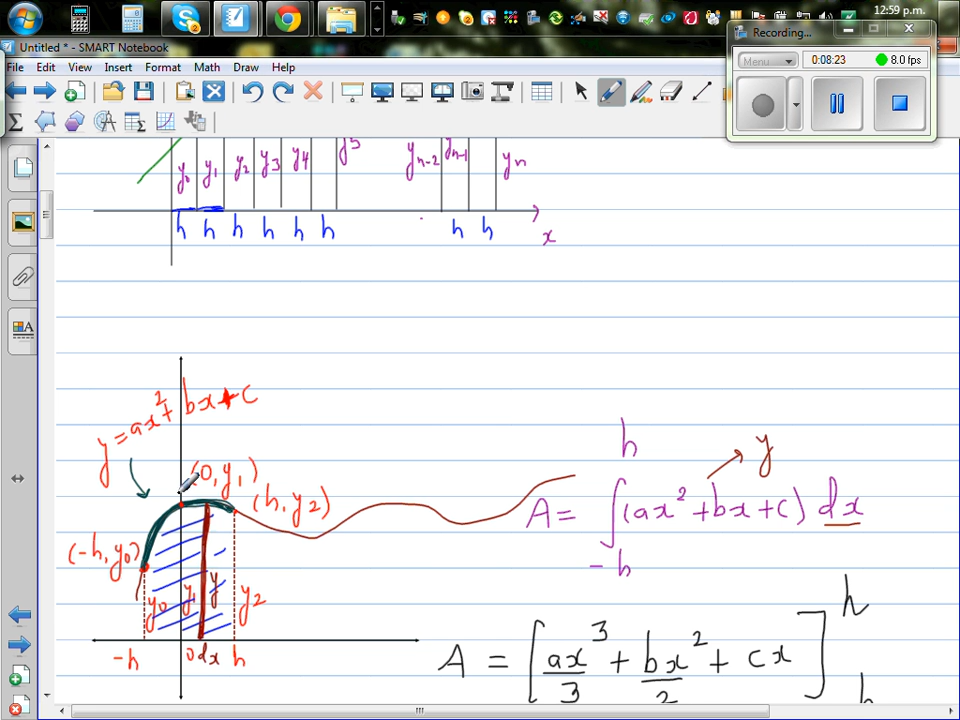 12:59 p.m.
Untitled * - SMART Notebook
Recording...
File Edit View Insert Format Math Draw Help
Menu 0:08:23 8.0 fps
y0 y1 y2 y3 y4 y5 yn-2 yn-1 yn
h h h h h h h h
x
y = ax² + bx + c
(0, y1)
(h, y2)
(-h, y0)
y0 y1 y y2
-h 0 dx h
h
y
A = ∫(ax² + bx + c) dx
-h
h
A = [ax³/3 + bx²/2 + cx]
h